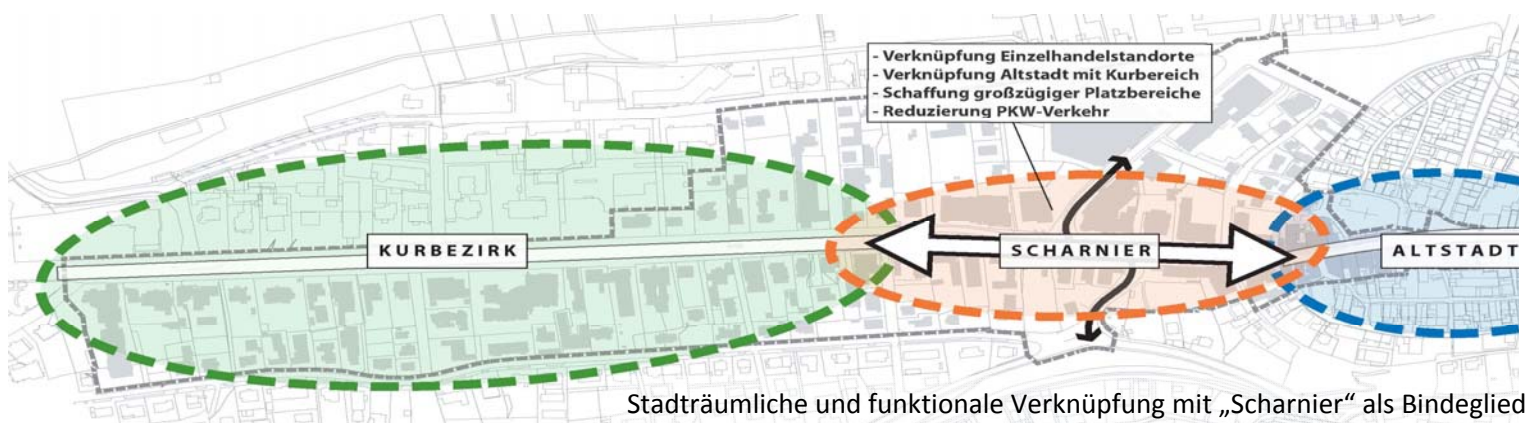 - Verknüpfung Einzelhandelstandorte
- Verknüpfung Altstadt mit Kurbereich
- Schaffung großzügiger Platzbereiche
- Reduzierung PKW-Verkehr
KURBEZIRK
SCHARNIER
ALTSTADT
Stadträumliche und funktionale Verknüpfung mit „Scharnier“ als Bindeglied